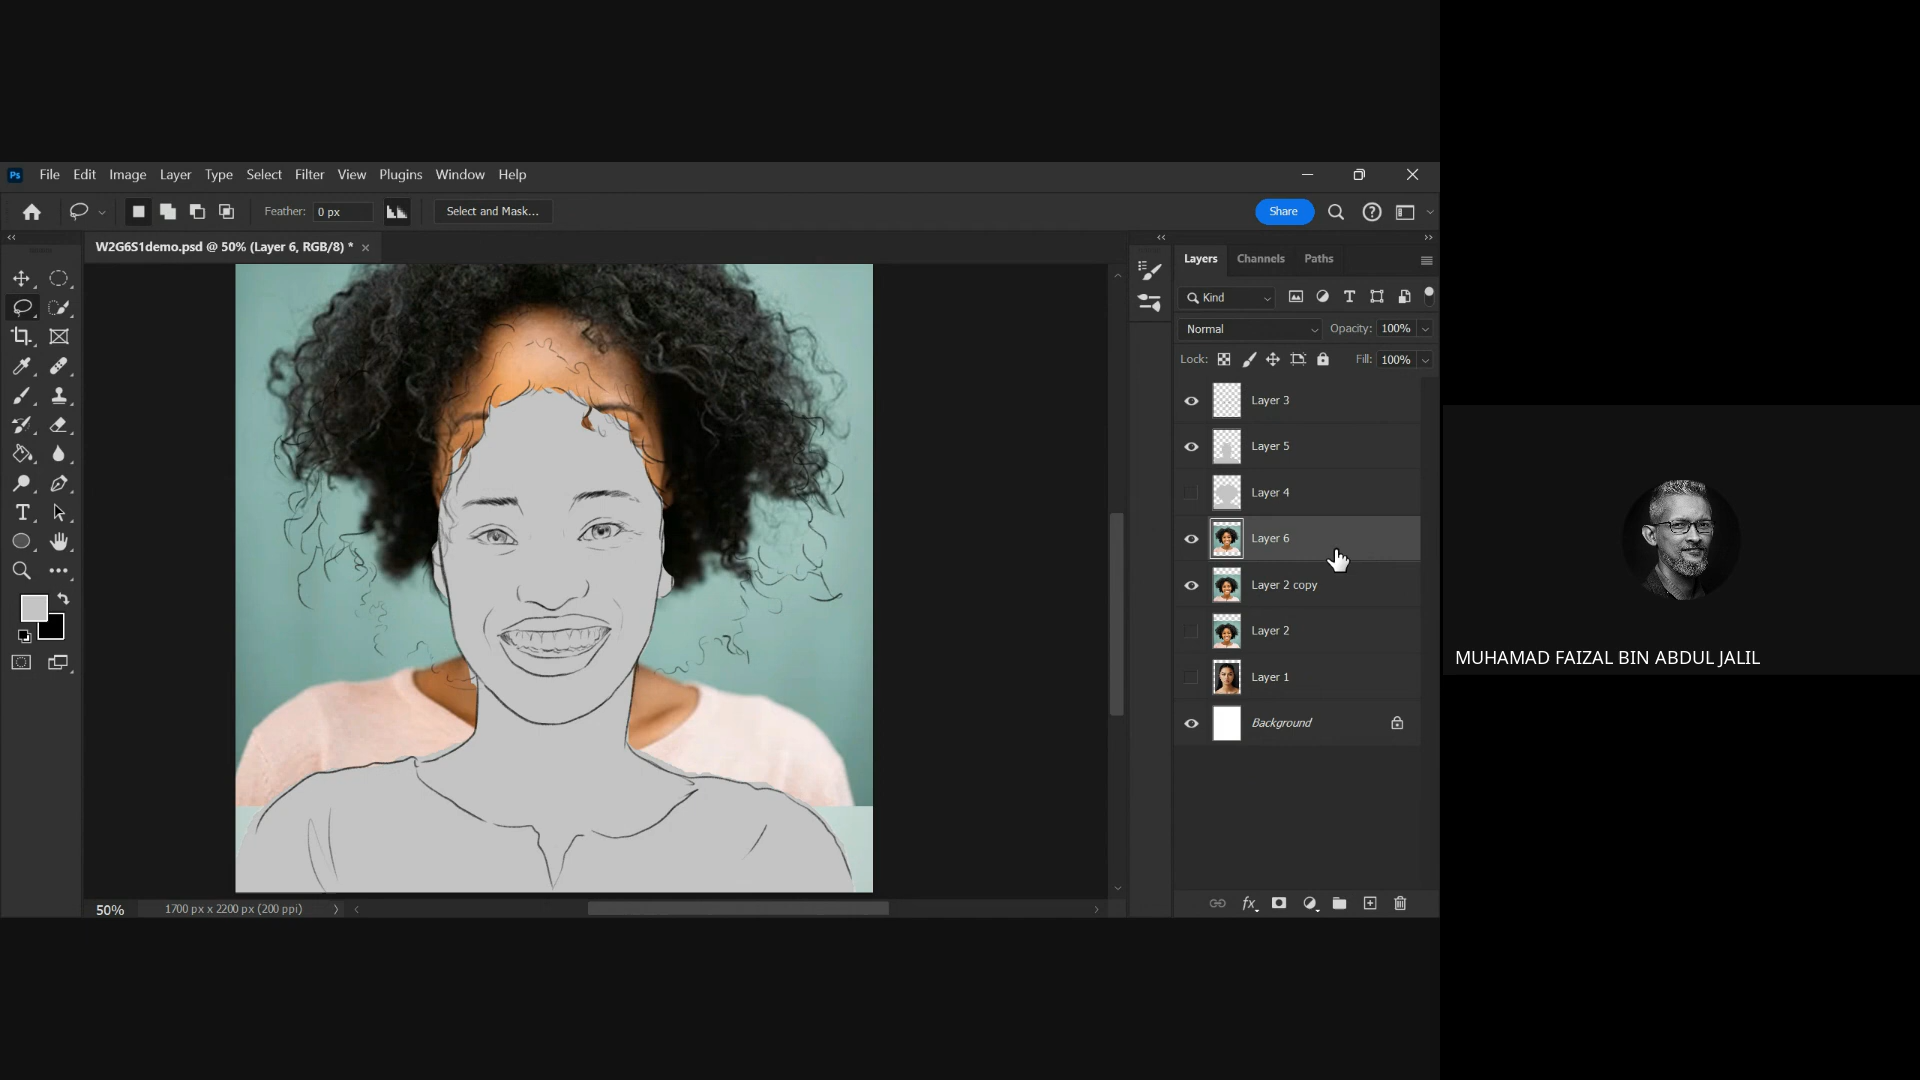 Ps File Edit Image Layer Type Select Filter View Plugins Window Help
Feather: 0 px Select and Mask... Share
W2G6S1demo.psd @ 50% (Layer 6, RGB/8) *
Layers Channels Paths
Kind
Normal Opacity: 100%
Lock: Fill: 100%
Layer 3
Layer 5
Layer 4
Layer 6
Layer 2 copy
Layer 2
Layer 1
Background
50% 1700 px x 2200 px (200 ppi)
fx
MUHAMAD FAIZAL BIN ABDUL JALIL